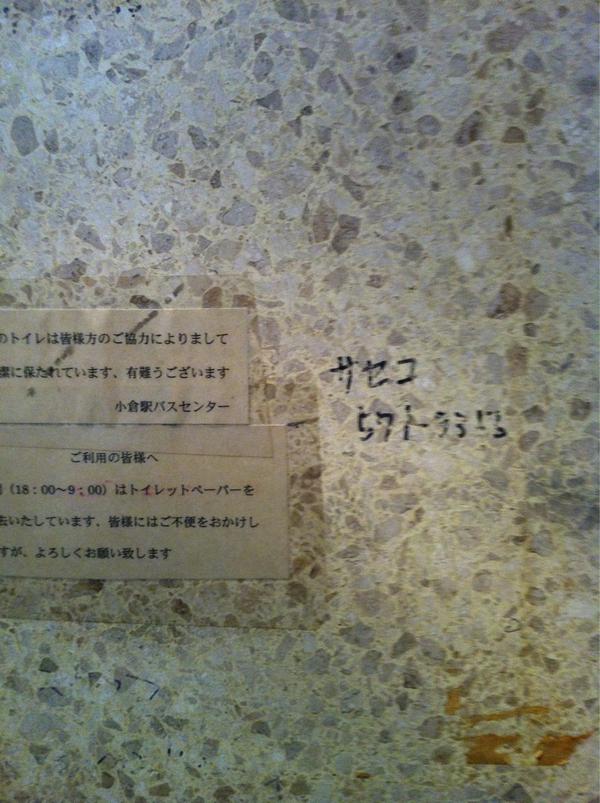 のトイレは皆様方のご協力によりまして
潔に保たれています、有難うございます
小倉駅バスセンター
ご利用の皆様へ
(18:00~9:00)はトイレットペーパーを
去いたしています、皆様にはご不便をおかけし
すが、よろしくお願い致します
サセコ